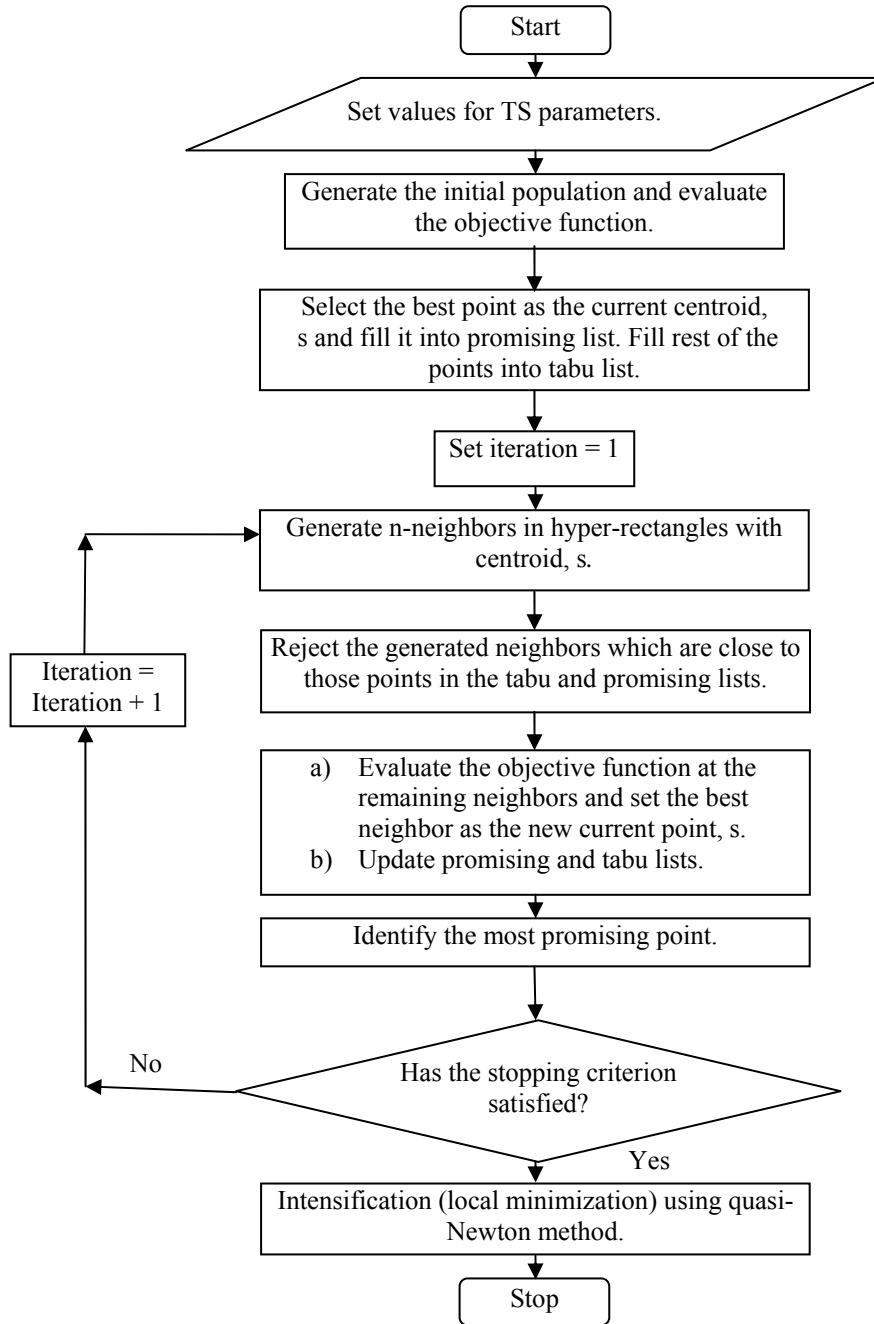 Start
Set values for TS parameters.
Generate the initial population and evaluate
the objective function.
Select the best point as the current centroid,
s and fill it into promising list. Fill rest of the
points into tabu list.
Set iteration = 1
Generate n-neighbors in hyper-rectangles with
centroid, s.
Reject the generated neighbors which are close to
those points in the tabu and promising lists.
Iteration =
Iteration + 1
a) Evaluate the objective function at the
remaining neighbors and set the best
neighbor as the new current point, s.
b) Update promising and tabu lists.
Identify the most promising point.
No
Has the stopping criterion
satisfied?
Yes
Intensification (local minimization) using quasi-
Newton method.
Stop